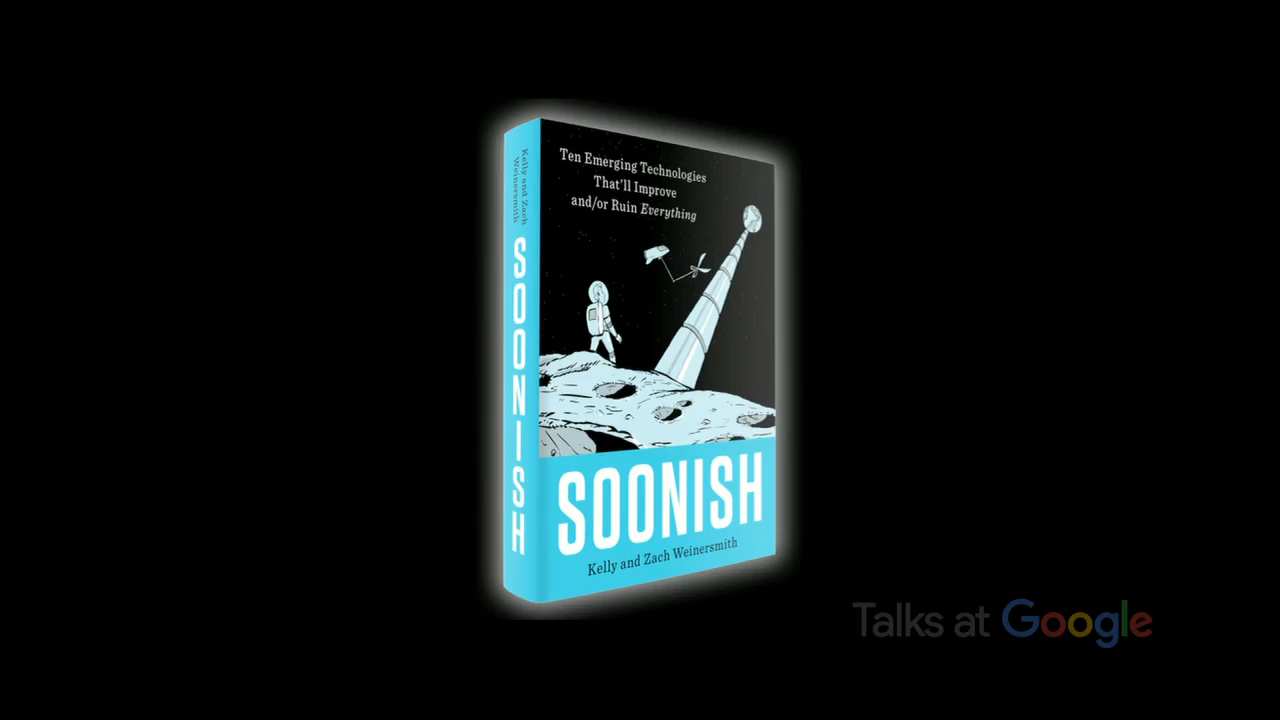 Kelly and Zach
Weinersmith
SOONISH
Ten Emerging Technologies
That'll Improve
and/or Ruin Everything
SOONISH
Kelly and Zach Weinersmith
Talks at Google